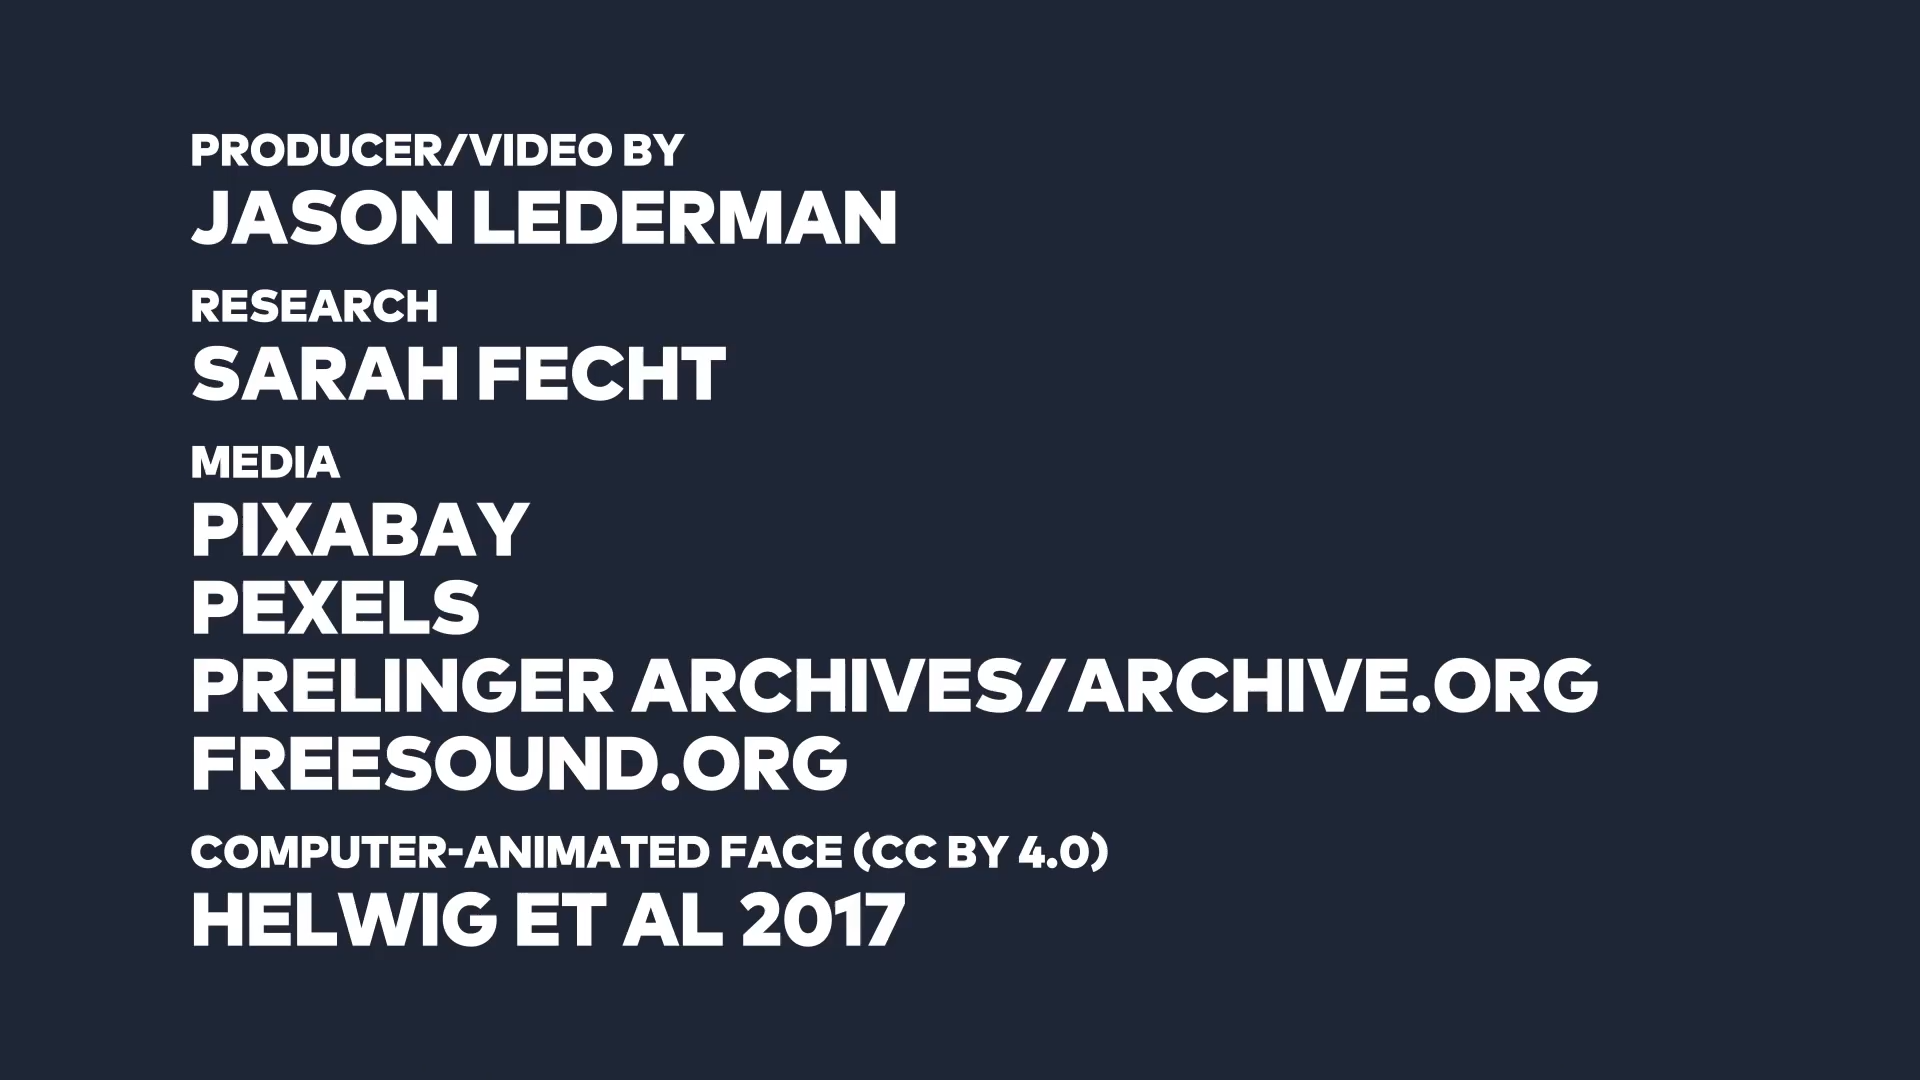 PRODUCER/VIDEO BY
JASON LEDERMAN
RESEARCH
SARAH FECHT
MEDIA
PIXABAY
PEXELS
PRELINGER ARCHIVES/ARCHIVE.ORG
FREESOUND.ORG
COMPUTER-ANIMATED FACE (CC BY 4.0)
HELWIG ET AL 2017